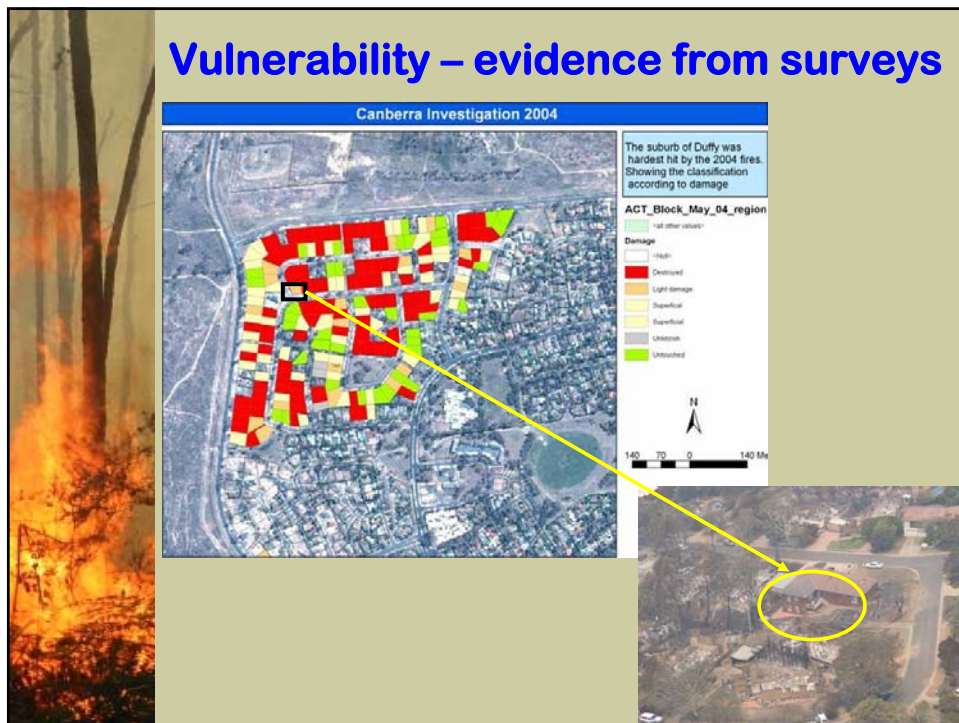 Vulnerability – evidence from surveys
Canberra Investigation 2004
The suburb of Duffy was
hardest hit by the 2004 fires.
Showing the classification
according to damage
ACT_Block_May_04_region
<all other values>
Damage
<Null>
Destroyed
Light damage
Superfical
Superficial
Unknown
Untouched
N
140 70 0 140 Me